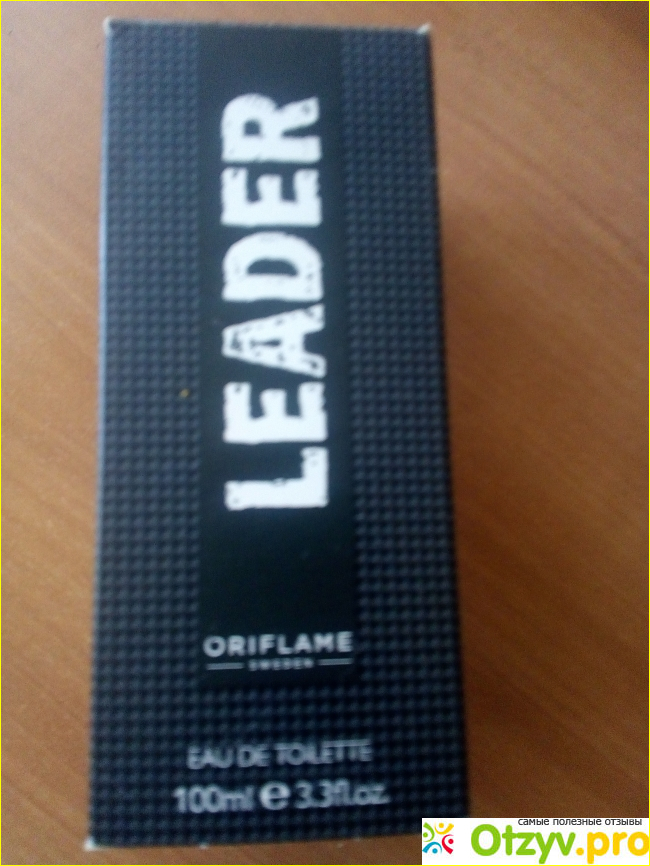 LEADER
ORIFLAME
SWEDEN
EAU DE TOILETTE
100ml e 3.3fl.oz.
самые полезные отзывы
Otzyv.pro